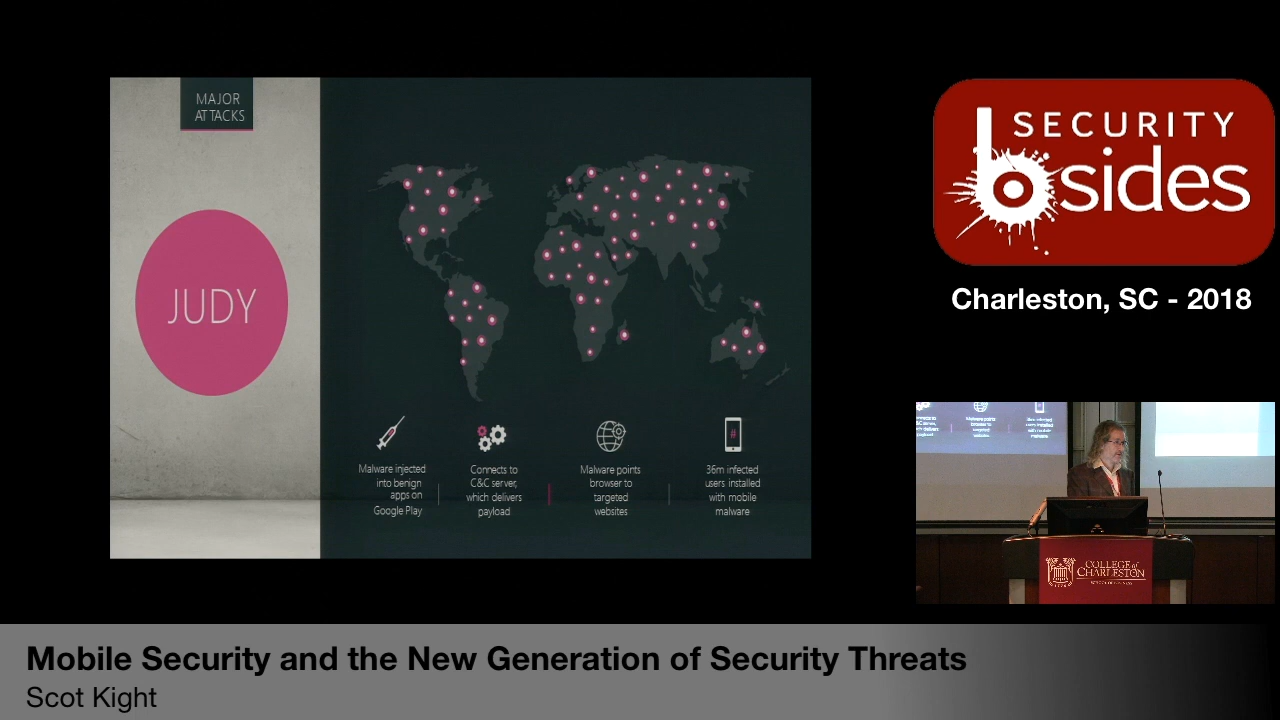 MAJOR
ATTACKS
JUDY
Malware injected
into benign
apps on
Google Play
Connects to
C&C server,
which delivers
payload
Malware points
browser to
targeted
websites
#
36m infected
users installed
with mobile
malware
SECURITY
bsides
Charleston, SC - 2018
COLLEGE of
CHARLESTON
Mobile Security and the New Generation of Security Threats
Scot Kight